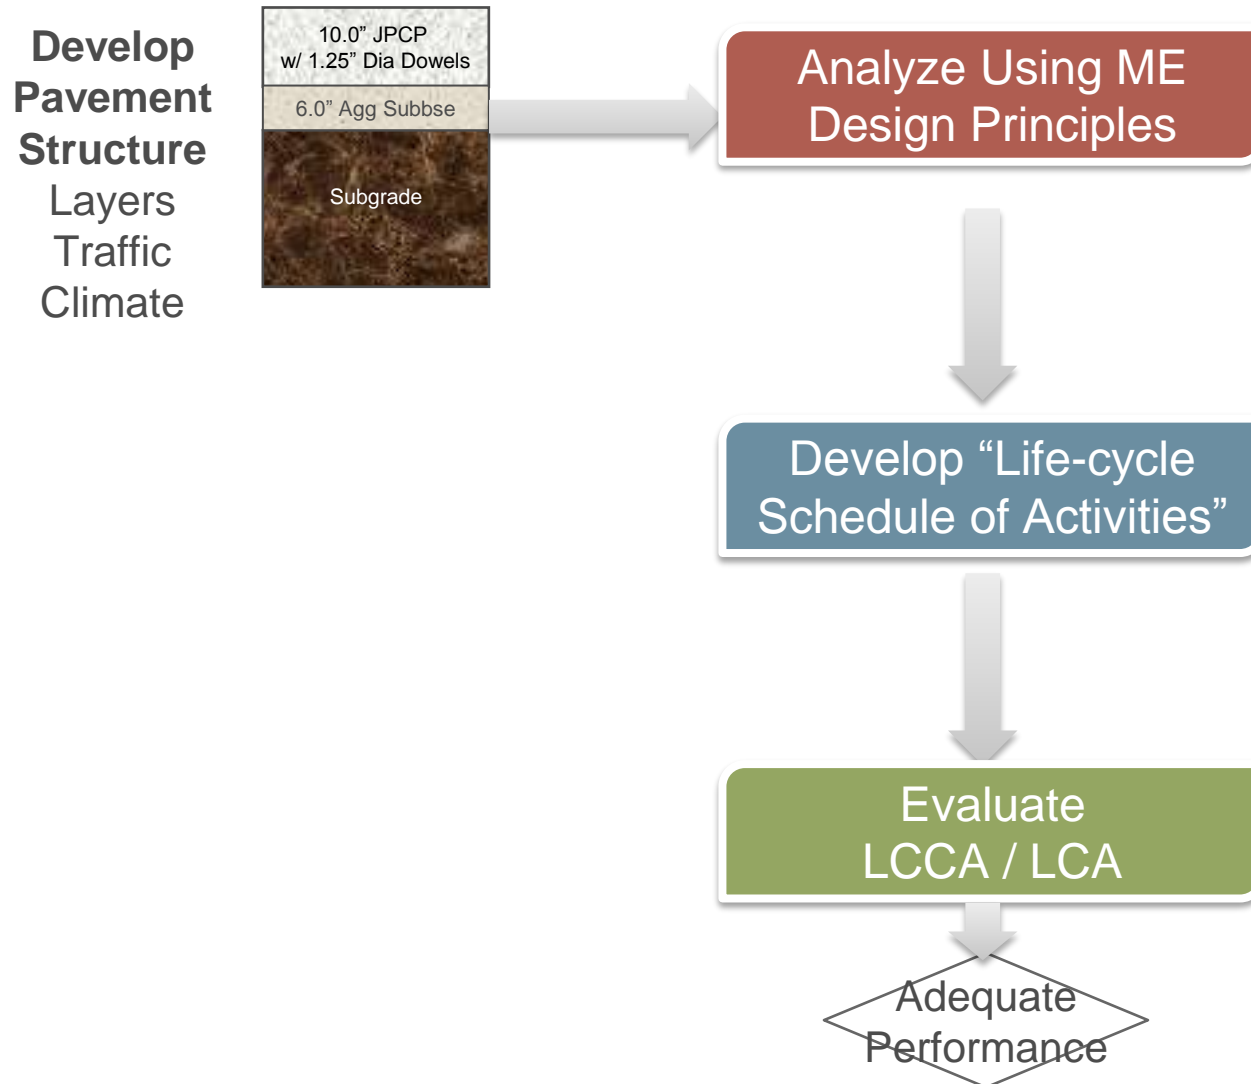 Develop
Pavement
Structure
Layers
Traffic
Climate
10.0” JPCP
w/ 1.25” Dia Dowels
6.0” Agg Subbse
Subgrade
Analyze Using ME
Design Principles
Develop “Life-cycle
Schedule of Activities”
Evaluate
LCCA / LCA
Adequate
Performance